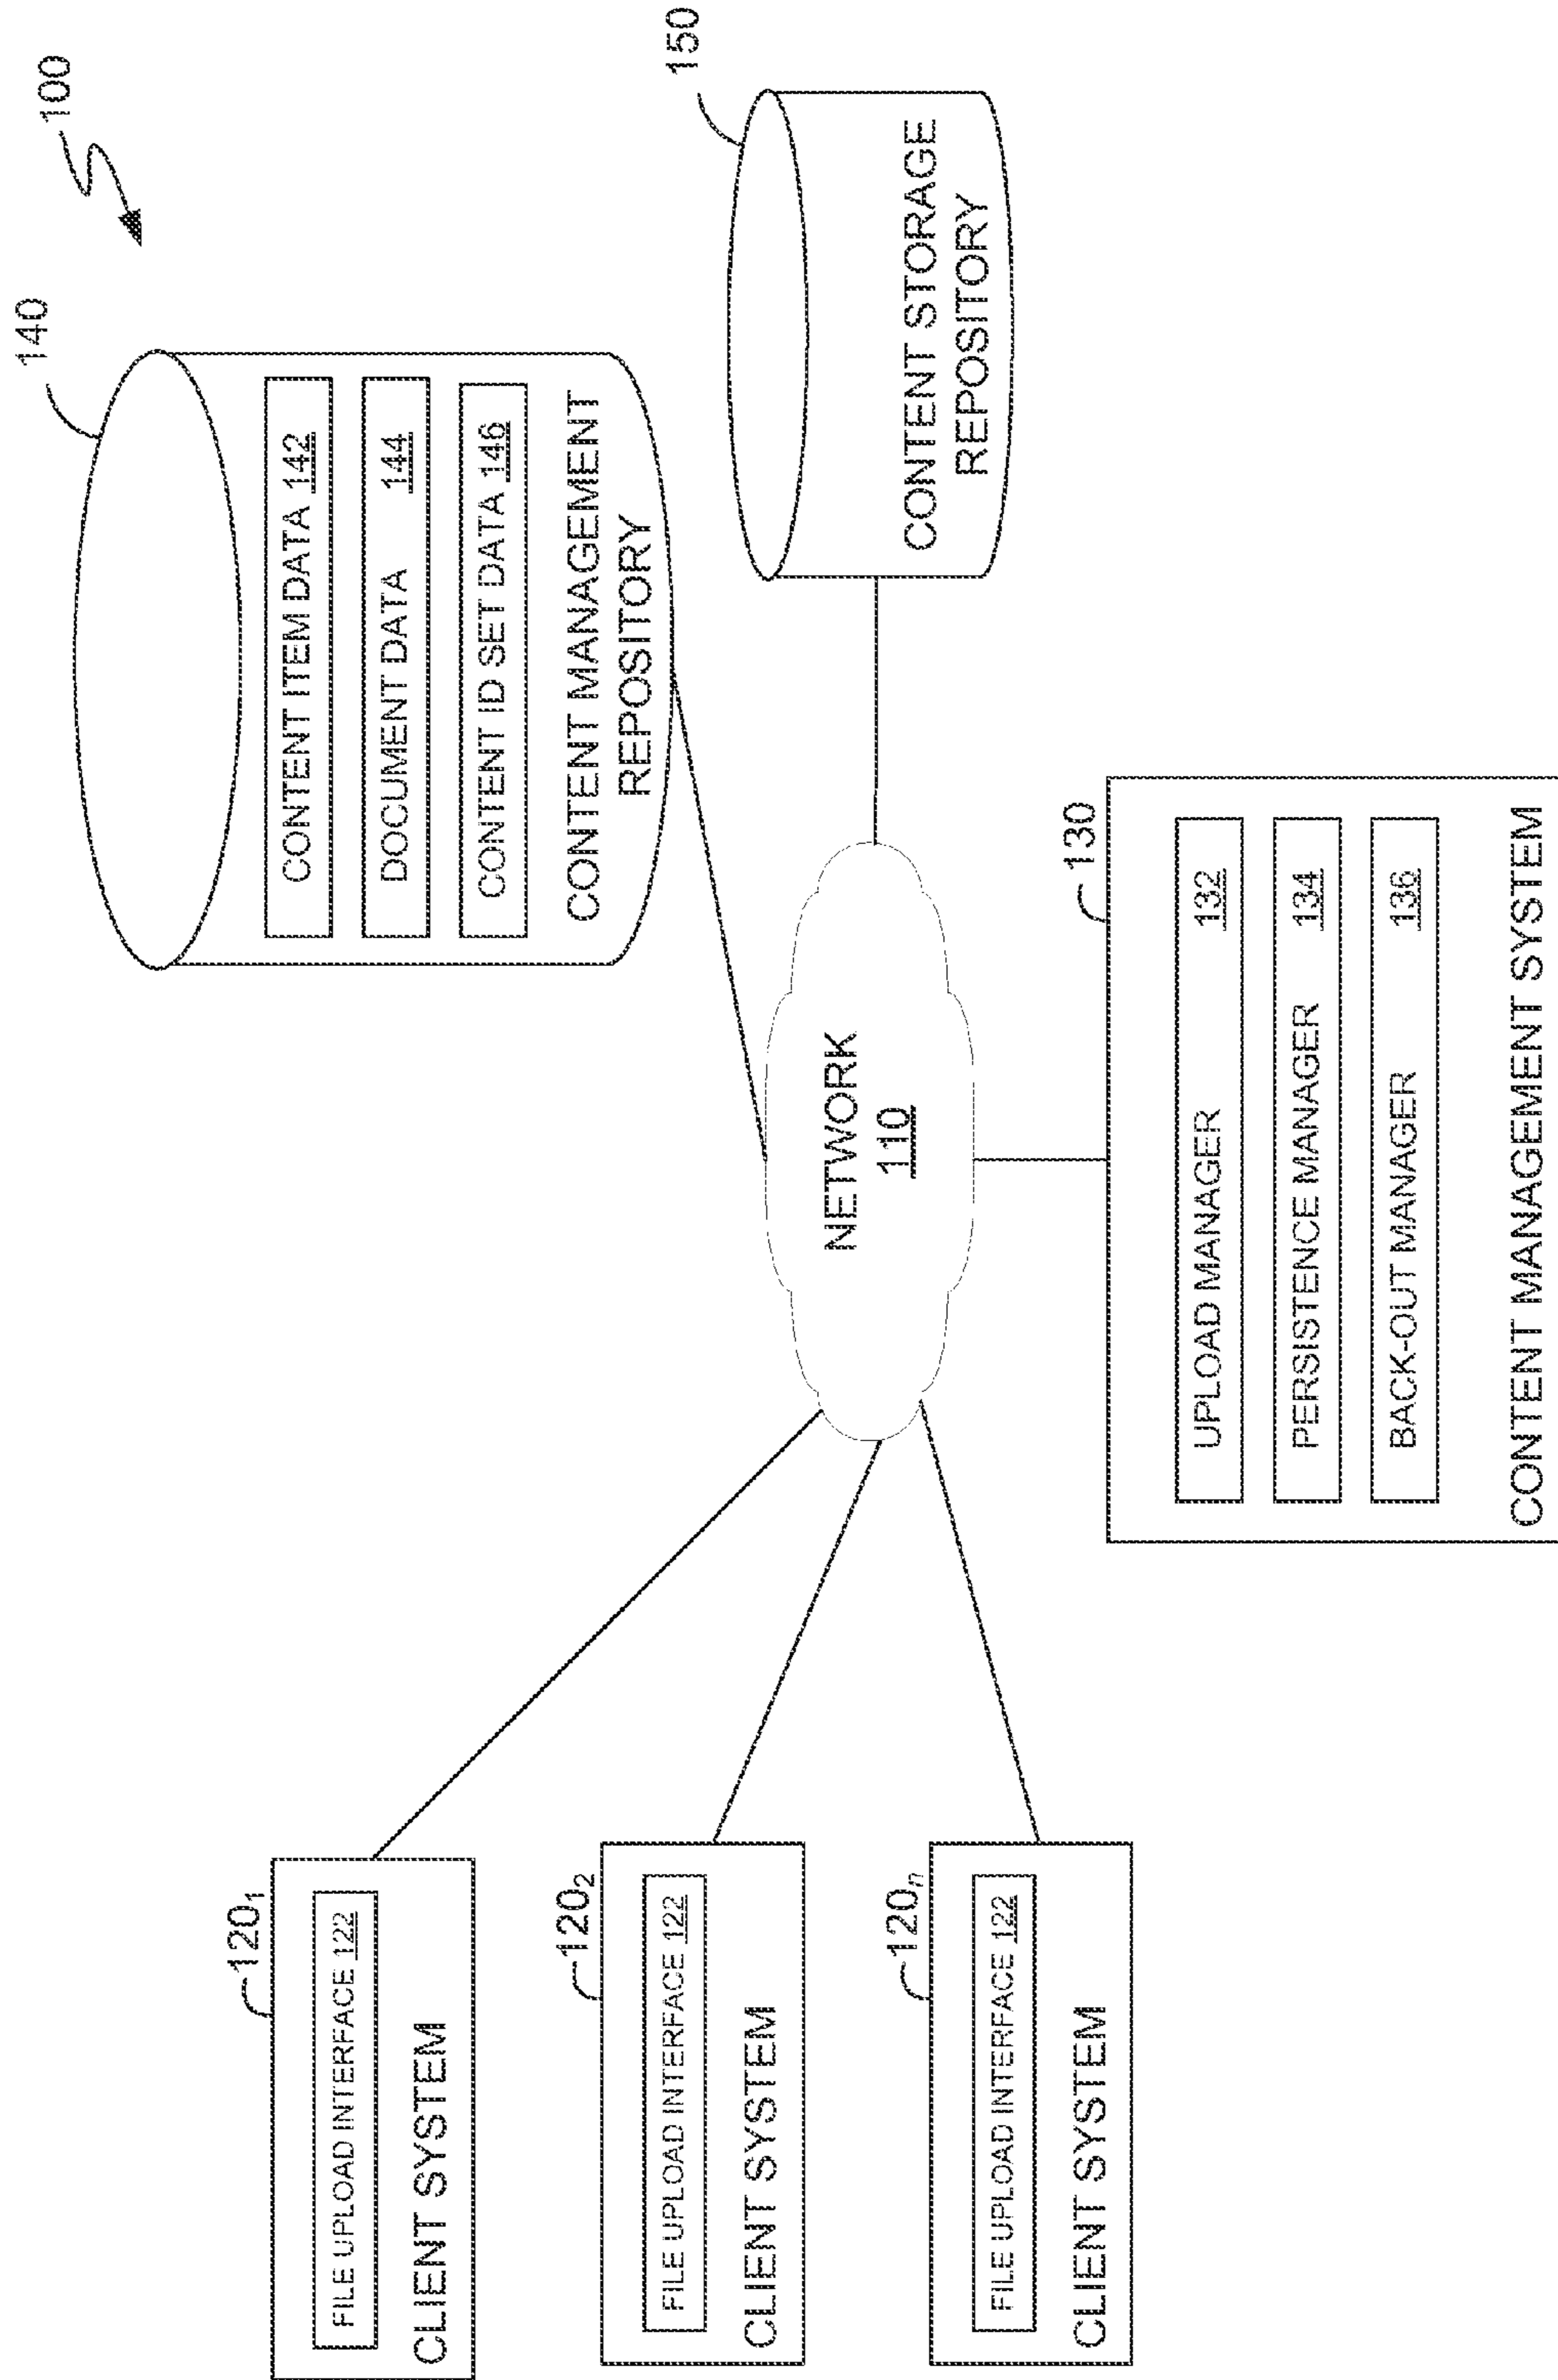 100
140
CONTENT ITEM DATA 142
DOCUMENT DATA 144
CONTENT ID SET DATA 146
CONTENT MANAGEMENT
REPOSITORY
150
CONTENT STORAGE
REPOSITORY
NETWORK
110
120₁
FILE UPLOAD INTERFACE 122
CLIENT SYSTEM
120₂
FILE UPLOAD INTERFACE 122
CLIENT SYSTEM
120ₙ
FILE UPLOAD INTERFACE 122
CLIENT SYSTEM
130
UPLOAD MANAGER 132
PERSISTENCE MANAGER 134
BACK-OUT MANAGER 136
CONTENT MANAGEMENT SYSTEM